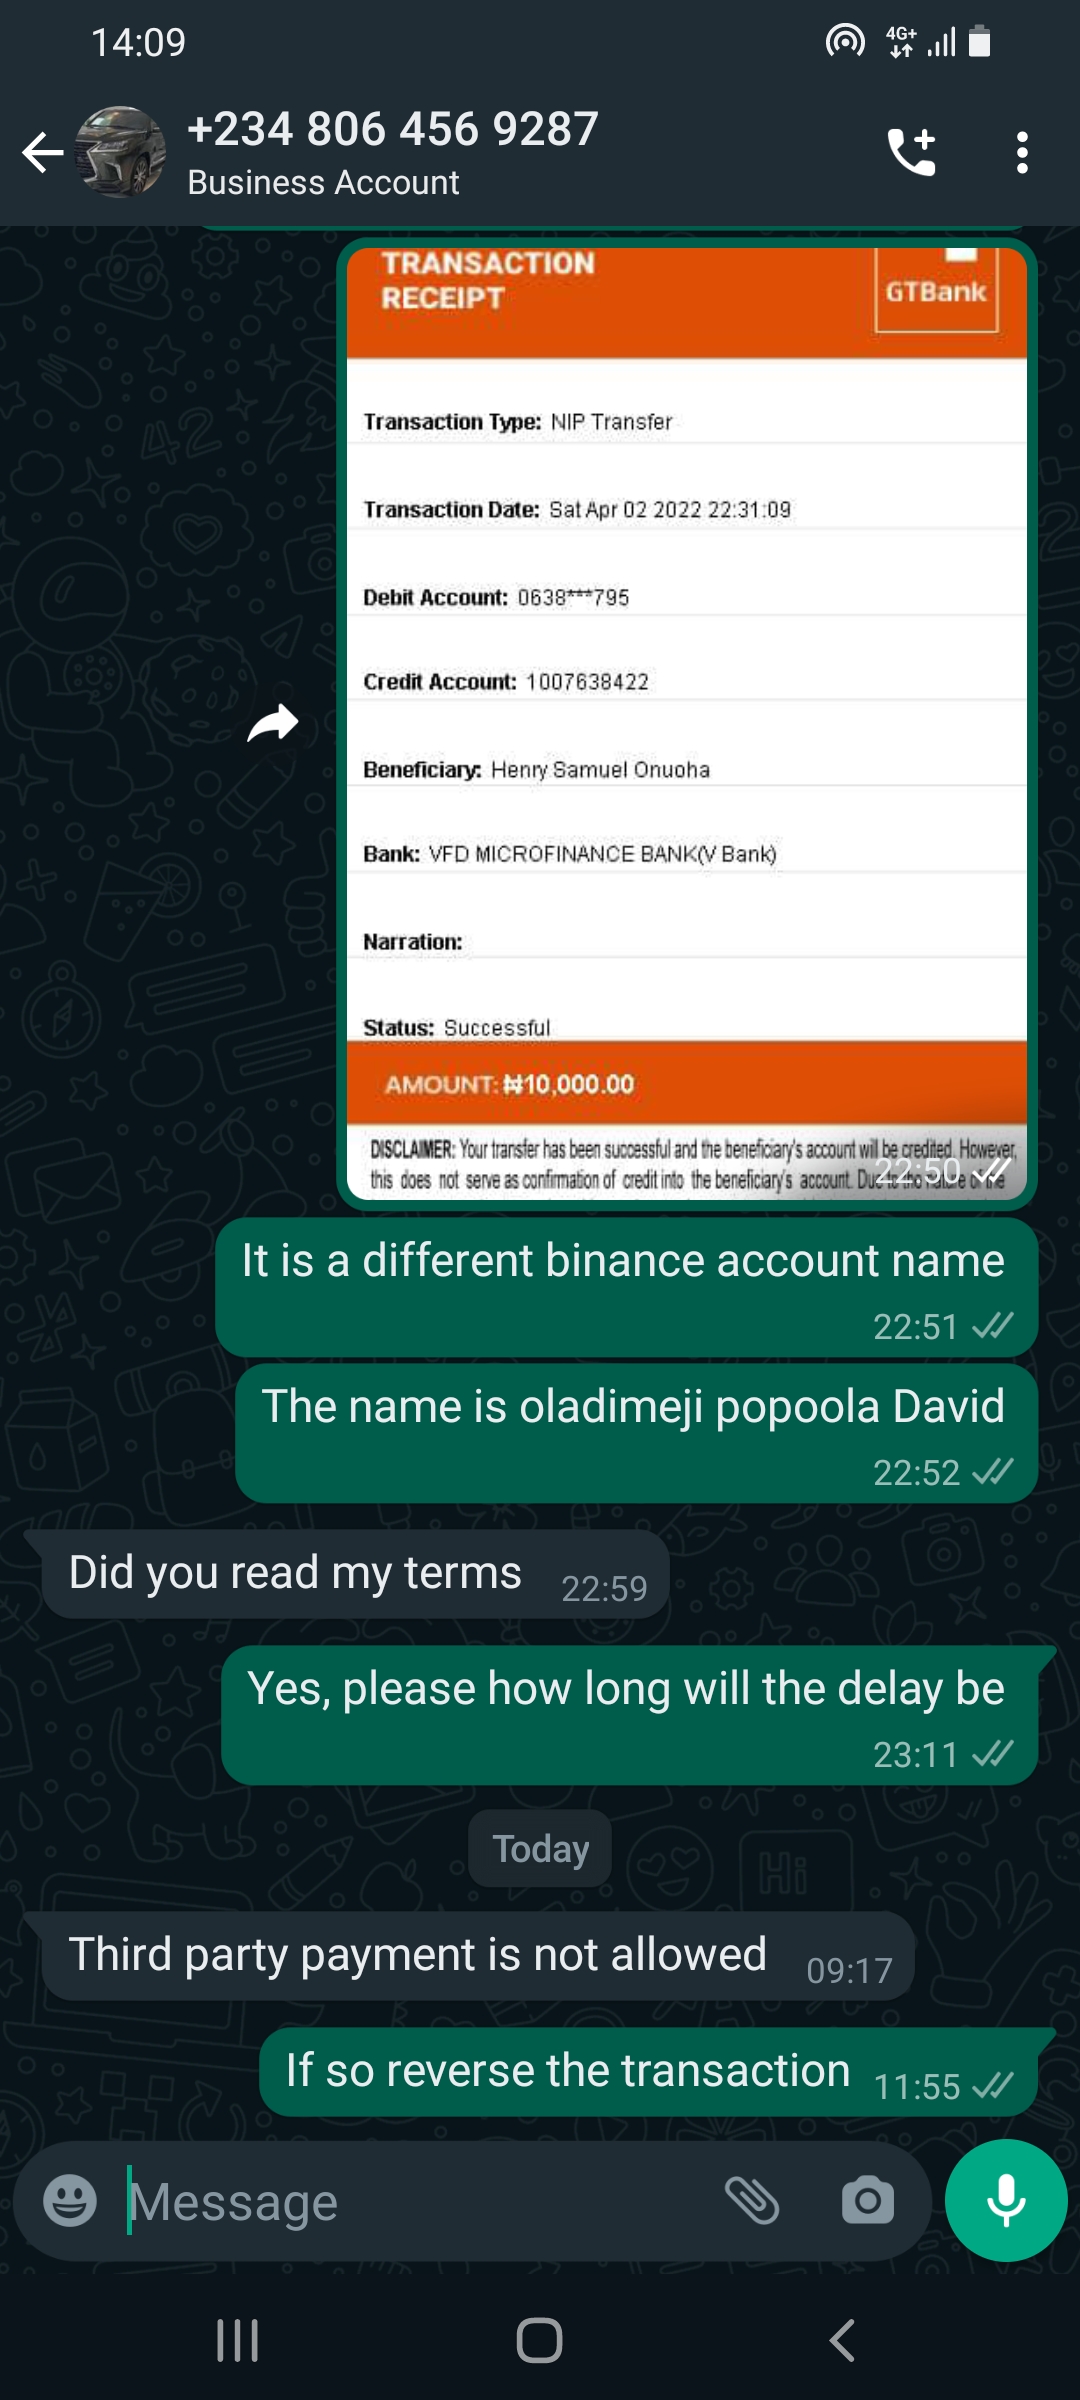 14:09
4G+
+234 806 456 9287
Business Account
TRANSACTION
RECEIPT
GTBank
Transaction Type: NIP Transfer
Transaction Date: Sat Apr 02 2022 22:31:09
Debit Account: 0638***795
Credit Account: 1007638422
Beneficiary: Henry Samuel Onuoha
Bank: VFD MICROFINANCE BANK(V Bank)
Narration:
Status: Successful
AMOUNT: ₦10,000.00
DISCLAIMER: Your transfer has been successful and the beneficiary's account will be credited. However,
this does not serve as confirmation of credit into the beneficiary's account. Due to the nature of the
22:50
It is a different binance account name
22:51
The name is oladimeji popoola David
22:52
Did you read my terms 22:59
Yes, please how long will the delay be
23:11
Today
Third party payment is not allowed 09:17
If so reverse the transaction 11:55
Message